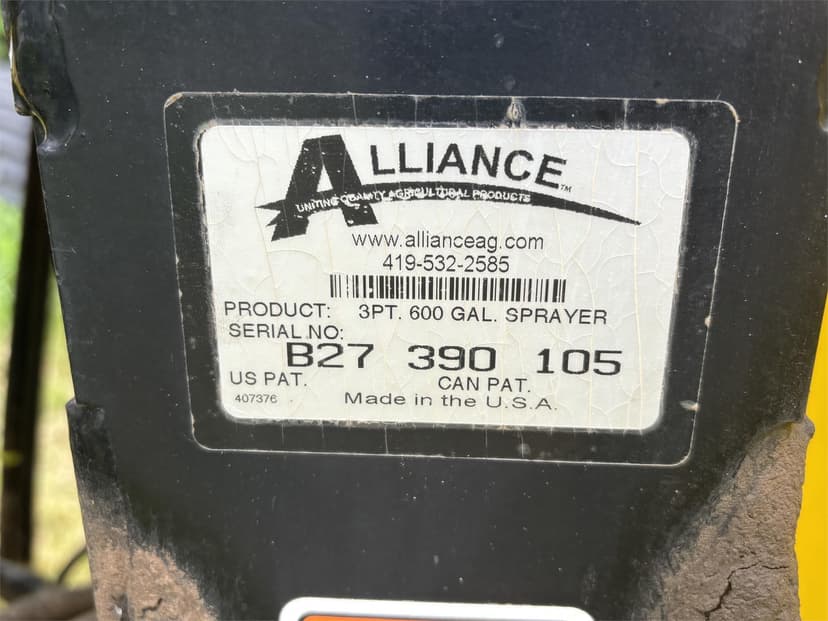 ALLIANCE™
UNITING QUALITY AGRICULTURAL PRODUCTS
www.allianceag.com
419-532-2585
PRODUCT: 3PT. 600 GAL. SPRAYER
SERIAL NO:
B27 390 105
US PAT. CAN PAT.
407376 Made in the U.S.A.